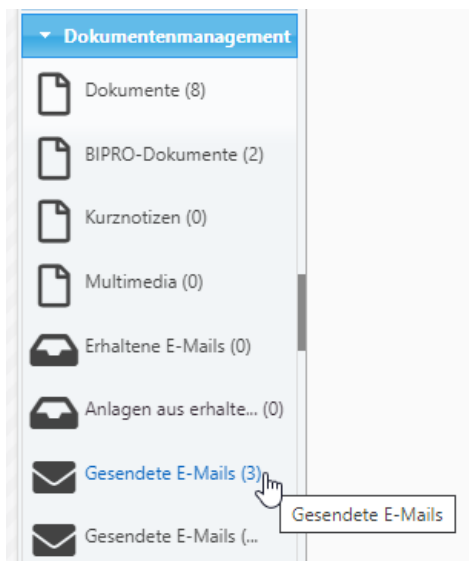 Dokumentenmanagement
Dokumente (8)
BIPRO-Dokumente (2)
Kurznotizen (0)
Multimedia (0)
Erhaltene E-Mails (0)
Anlagen aus erhalte... (0)
Gesendete E-Mails (3)
Gesendete E-Mails
Gesendete E-Mails (...